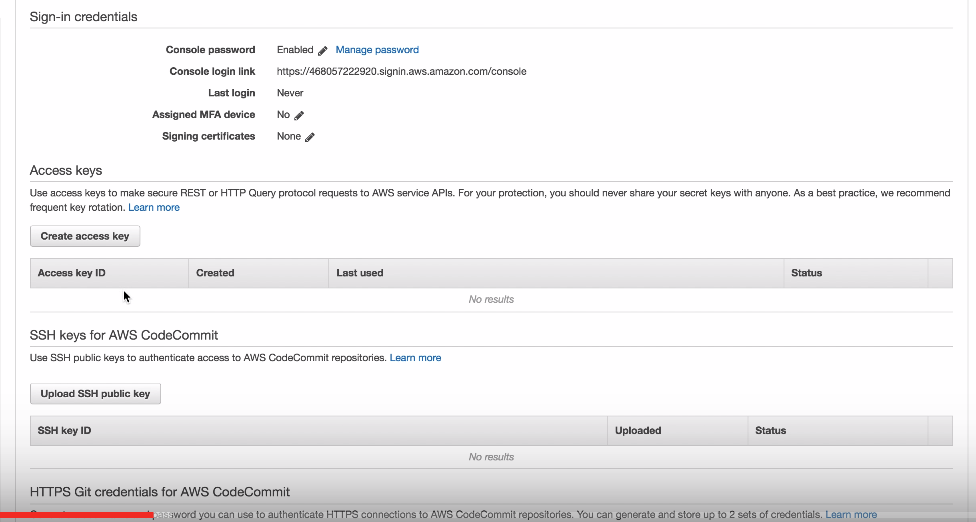 Sign-in credentials
Console password Enabled Manage password
Console login link https://468057222920.signin.aws.amazon.com/console
Last login Never
Assigned MFA device No
Signing certificates None
Access keys
Use access keys to make secure REST or HTTP Query protocol requests to AWS service APIs. For your protection, you should never share your secret keys with anyone. As a best practice, we recommend
frequent key rotation. Learn more
Create access key
Access key ID Created Last used Status
No results
SSH keys for AWS CodeCommit
Use SSH public keys to authenticate access to AWS CodeCommit repositories. Learn more
Upload SSH public key
SSH key ID Uploaded Status
No results
HTTPS Git credentials for AWS CodeCommit
you can use to authenticate HTTPS connections to AWS CodeCommit repositories. You can generate and store up to 2 sets of credentials. Learn more